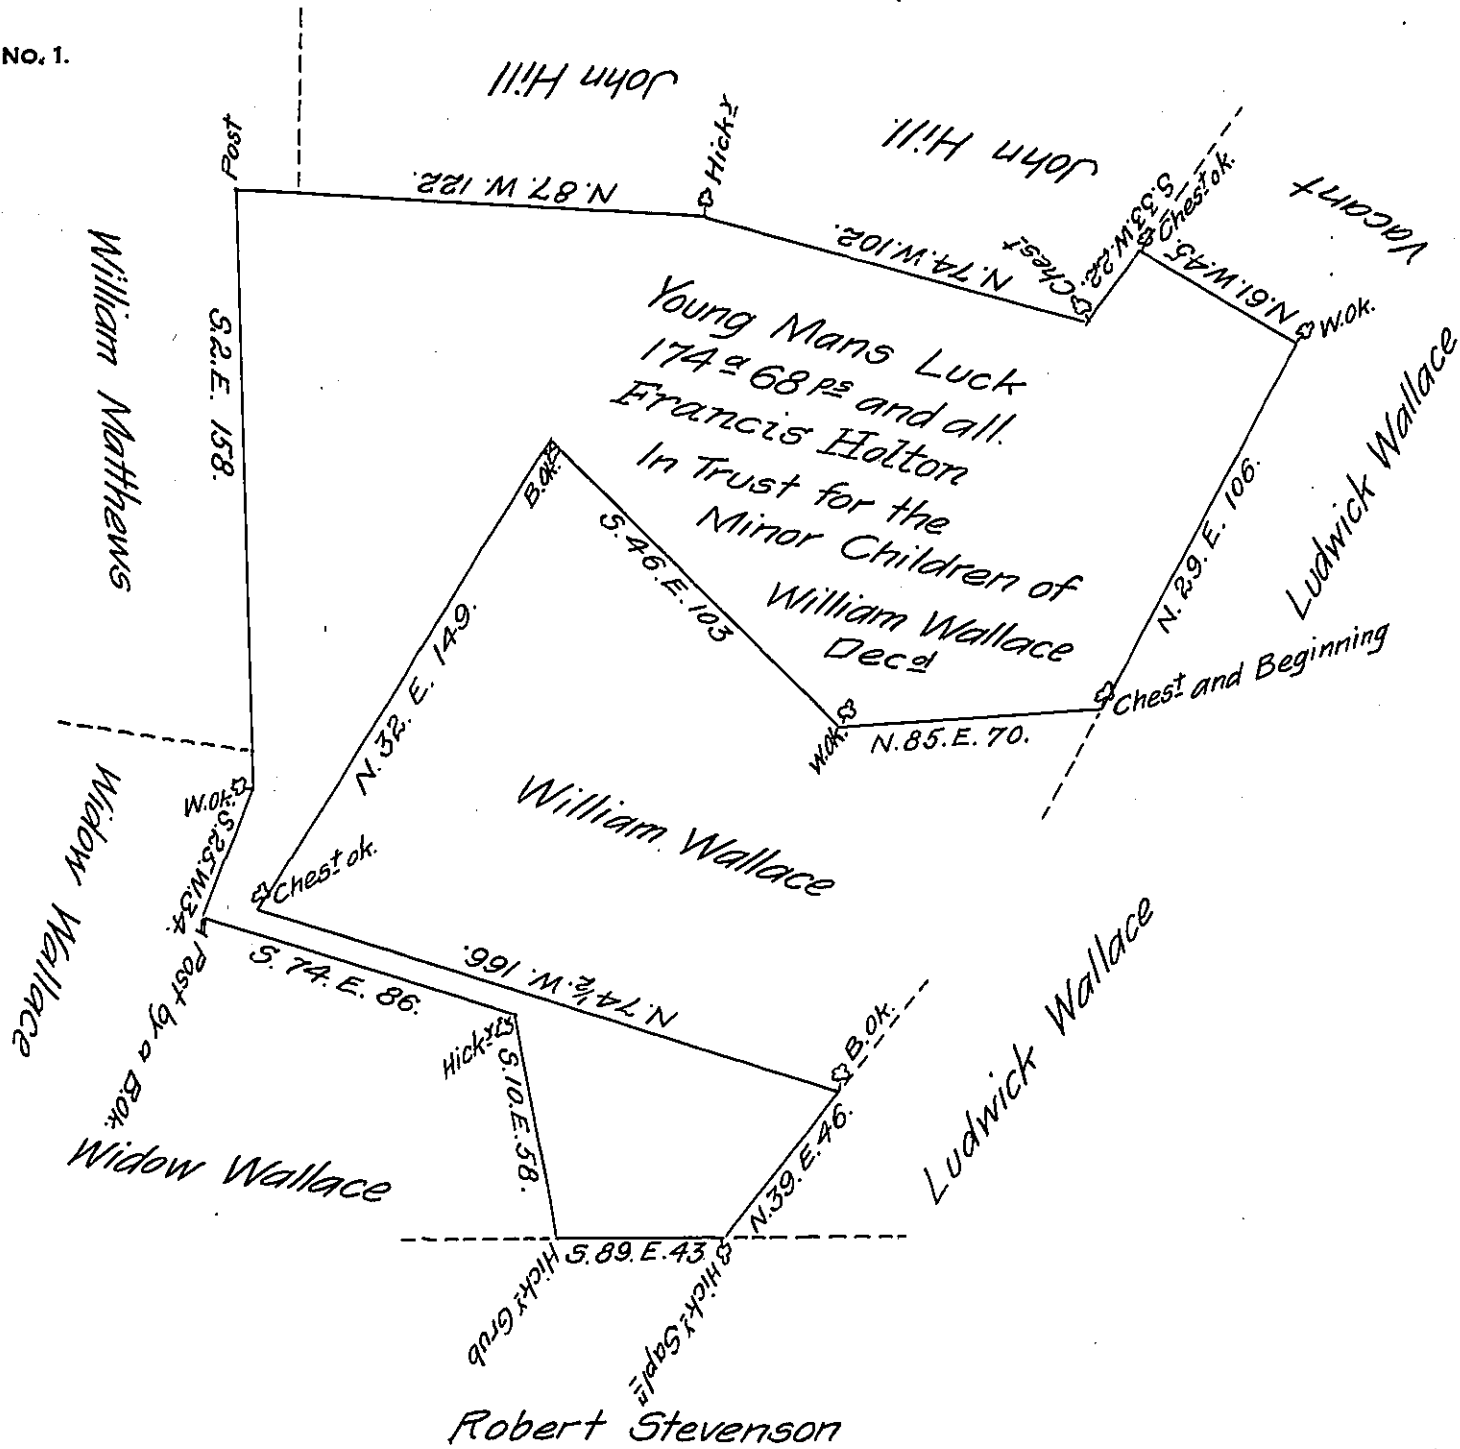 No. 1.
John Hill
John Hill.
Vacant
Post
N.87.W.122.
Hick.y
N.74.W.102.
Chest
S.33.W.22.
Chest ok.
N.61.W.45.
W.ok.
William Matthews
S.2.E. 158.
Young Mans Luck
174 a 68 ps and all.
Francis Holton
In Trust for the
Minor Children of
William Wallace
Dec d
Ludwick Wallace
N. 29. E. 106.
Chest and Beginning
B.ok.
S. 46. E. 103
W.ok.
N. 85. E. 70.
N. 32. E. 149.
William Wallace
W.ok.
S.25.W.34.
Chest ok.
Widow Wallace
Post by a B.ok.
S. 74. E. 86.
N. 74½. W. 166.
Hick.y
S. 10. E. 58.
B.ok.
N. 39. E. 46.
Ludwick Wallace
Widow Wallace
S. 89. E. 43
Hick.y Grub
Hick.y Sapl n
Robert Stevenson